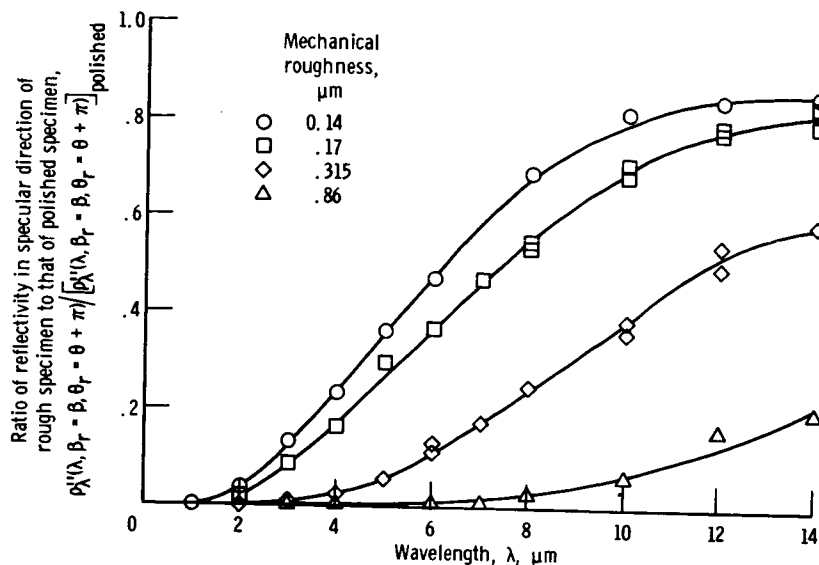 Ratio of reflectivity in specular direction of
rough specimen to that of polished specimen,
ρ″λ(λ, βr = β, θr = θ + π)/[ρ″λ(λ, βr = β, θr = θ + π)]polished
1.0
.8
.6
.4
.2
0
Mechanical
roughness,
μm
0.14
.17
.315
.86
2
4
6
8
10
12
14
Wavelength, λ, μm